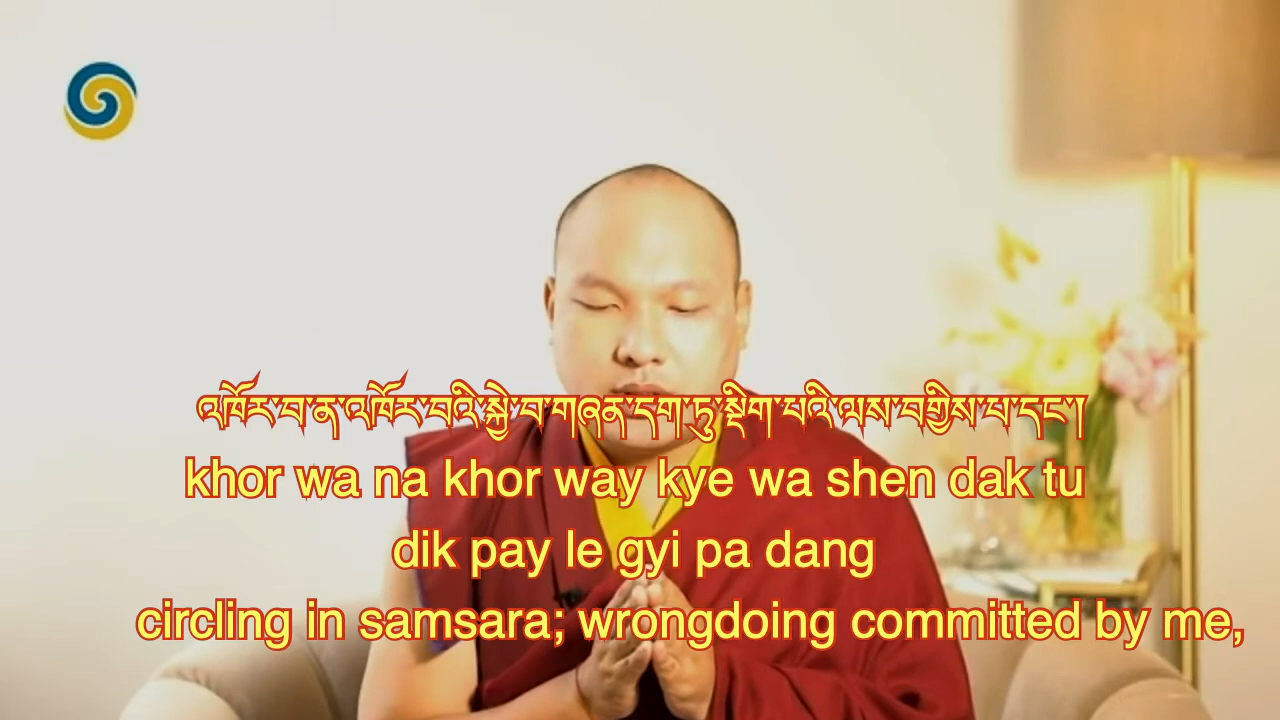 འཁོར་བ་ན་འཁོར་བའི་སྐྱེ་བ་གཞན་དག་ཏུ་སྡིག་པའི་ལས་བགྱིས་པ་དང་།
khor wa na khor way kye wa shen dak tu
dik pay le gyi pa dang
circling in samsara; wrongdoing committed by me,